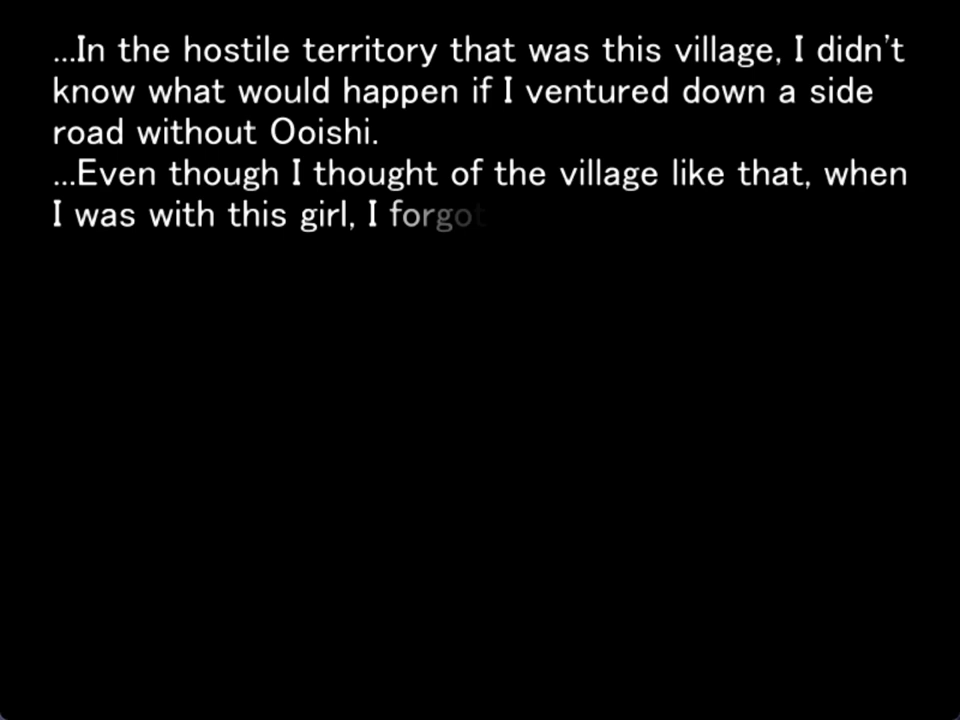 ...In the hostile territory that was this village, I didn't
know what would happen if I ventured down a side
road without Ooishi.
...Even though I thought of the village like that, when
I was with this girl, I forgot